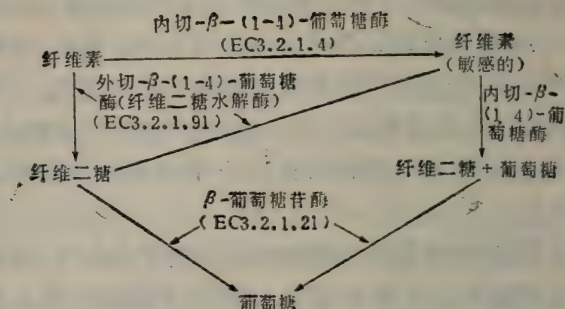 内切-β-(1-4)-葡萄糖酶
(EC3.2.1.4)
纤维素
纤维素
(敏感的)
外切-β-(1-4)-葡萄糖
酶(纤维二糖水解酶)
(EC3.2.1.91)
内切-β-
(1 4)-葡
萄糖酶
纤维二糖
纤维二糖+葡萄糖
β-葡萄糖苷酶
(EC3.2.1.21)
葡萄糖